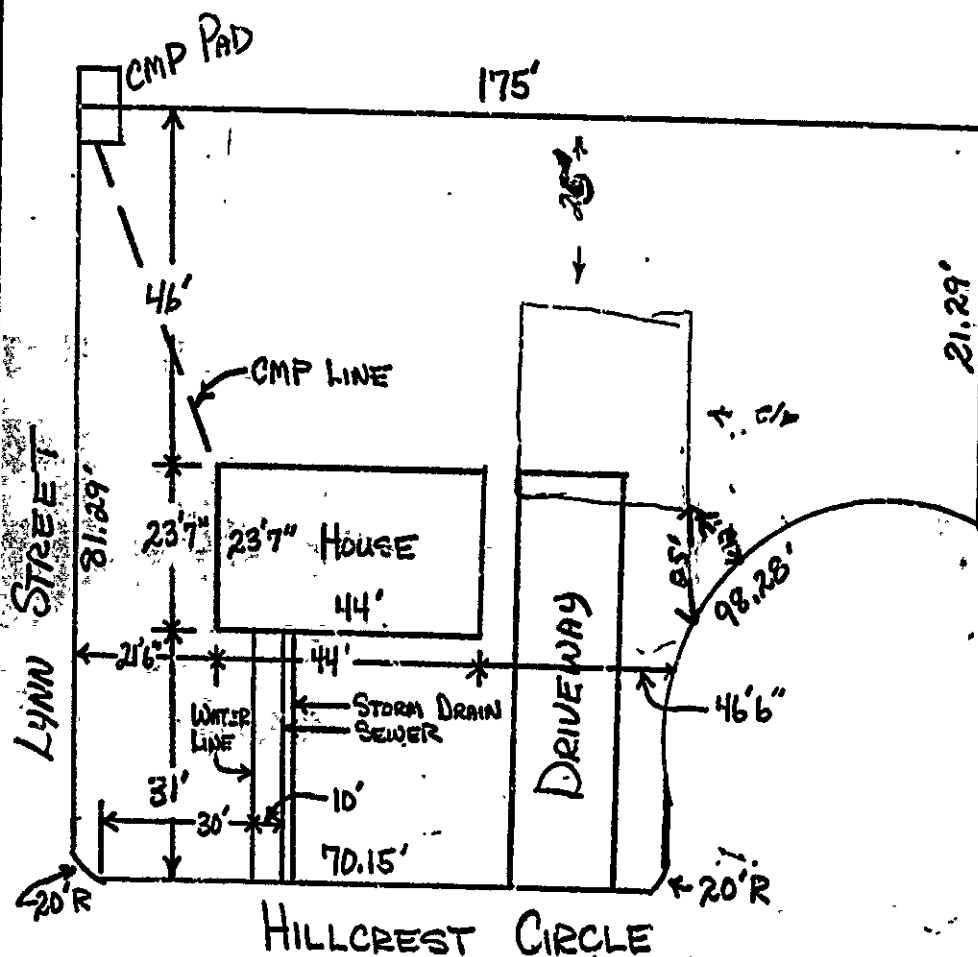 CMP PAD
175'
46'
21.29'
CMP LINE
LYNN STREET
81.29'
23'7"
23'7"
HOUSE
44'
98.28'
21'6"
44'
46'6"
WATER
LINE
STORM DRAIN
SEWER
DRIVEWAY
31'
30'
10'
70.15'
20'R
20'R
HILLCREST CIRCLE